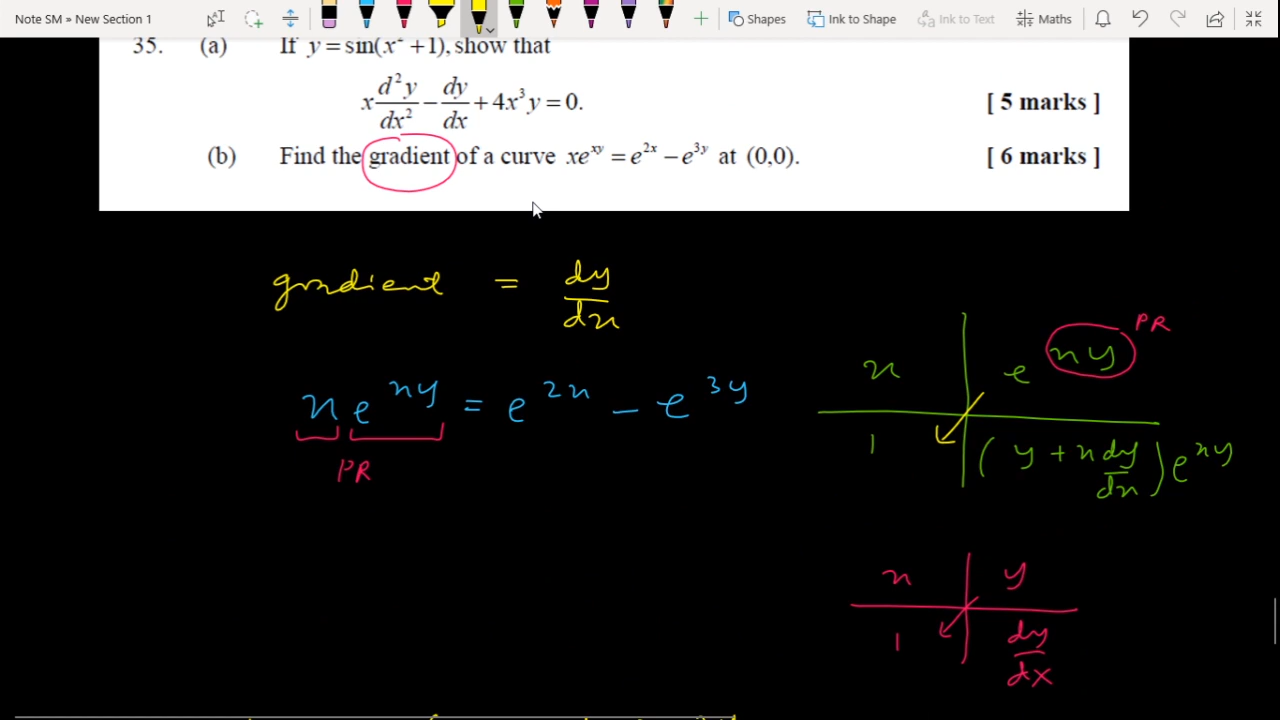 Note SM » New Section 1
Shapes
Ink to Shape
Ink to Text
Maths
35. (a) If y = sin(x² + 1), show that
x d²y/dx² − dy/dx + 4x³y = 0. [ 5 marks ]
(b) Find the gradient of a curve xe^{xy} = e^{2x} − e^{3y} at (0,0). [ 6 marks ]
gradient = dy/dx
x e^{xy} = e^{2x} − e^{3y}
PR
x e^{xy} PR
1 (y + x dy/dx) e^{xy}
x y
1 dy/dx